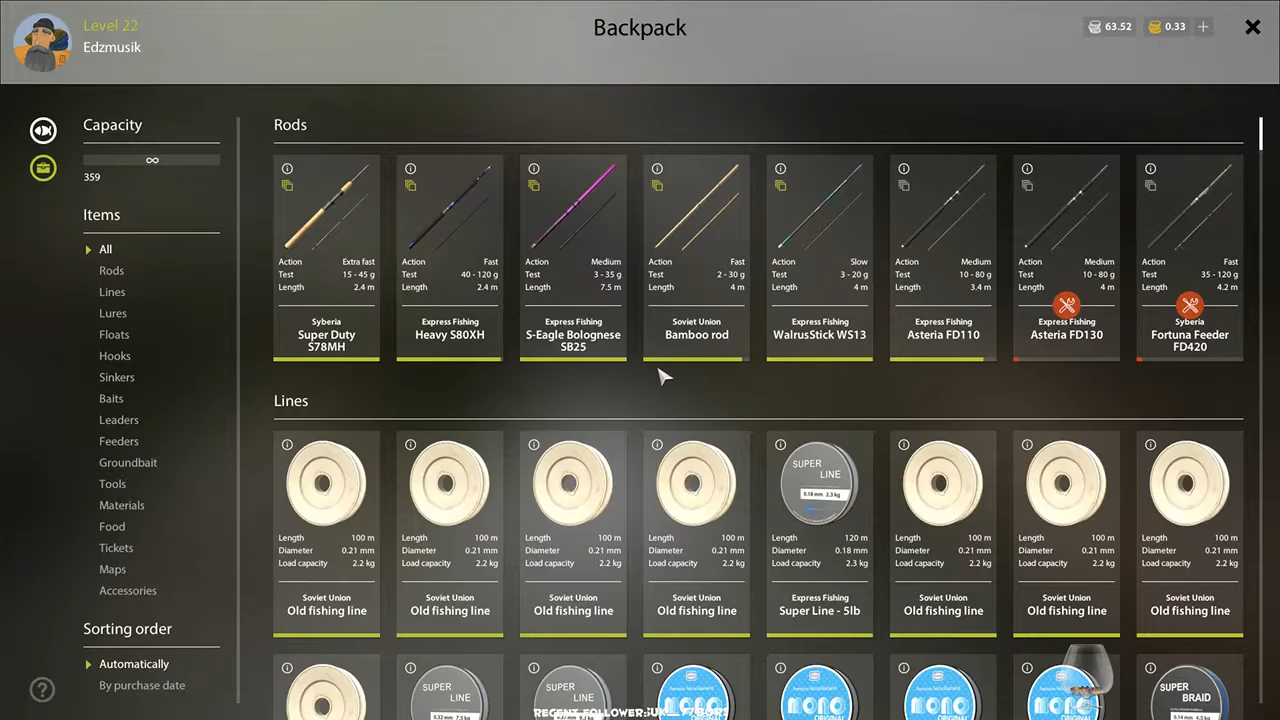 Level 22
Edzmusik
Backpack
63.52
0.33
Capacity
∞
359
Items
All
Rods
Lines
Lures
Floats
Hooks
Sinkers
Baits
Leaders
Feeders
Groundbait
Tools
Materials
Food
Tickets
Maps
Accessories
Sorting order
Automatically
By purchase date
Rods
Action Extra fast
Test 15 - 45 g
Length 2.4 m
Syberia
Super Duty
S78MH
Action Fast
Test 40 - 120 g
Length 2.4 m
Express Fishing
Heavy S80XH
Action Medium
Test 3 - 35 g
Length 7.5 m
Express Fishing
S-Eagle Bolognese
SB25
Action Fast
Test 2 - 30 g
Length 4 m
Soviet Union
Bamboo rod
Action Slow
Test 3 - 20 g
Length 4 m
Express Fishing
WalrusStick WS13
Action Medium
Test 10 - 80 g
Length 3.4 m
Express Fishing
Asteria FD110
Action Medium
Test 10 - 80 g
Length 4 m
Express Fishing
Asteria FD130
Action Fast
Test 35 - 120 g
Length 4.2 m
Syberia
Fortuna Feeder
FD420
Lines
Length 100 m
Diameter 0.21 mm
Load capacity 2.2 kg
Soviet Union
Old fishing line
Length 100 m
Diameter 0.21 mm
Load capacity 2.2 kg
Soviet Union
Old fishing line
Length 100 m
Diameter 0.21 mm
Load capacity 2.2 kg
Soviet Union
Old fishing line
Length 100 m
Diameter 0.21 mm
Load capacity 2.2 kg
Soviet Union
Old fishing line
SUPER
LINE
0.18 mm 2.3 kg
Length 120 m
Diameter 0.18 mm
Load capacity 2.3 kg
Express Fishing
Super Line - 5lb
Length 100 m
Diameter 0.21 mm
Load capacity 2.2 kg
Soviet Union
Old fishing line
Length 100 m
Diameter 0.21 mm
Load capacity 2.2 kg
Soviet Union
Old fishing line
Length 100 m
Diameter 0.21 mm
Load capacity 2.2 kg
Soviet Union
Old fishing line
SUPER
LINE
SUPER
LINE
MONO
ORIGINAL
MONO
ORIGINAL
MONO
ORIGINAL
MONO
ORIGINAL
SUPER
BRAID
RECENT FOLLOWER: